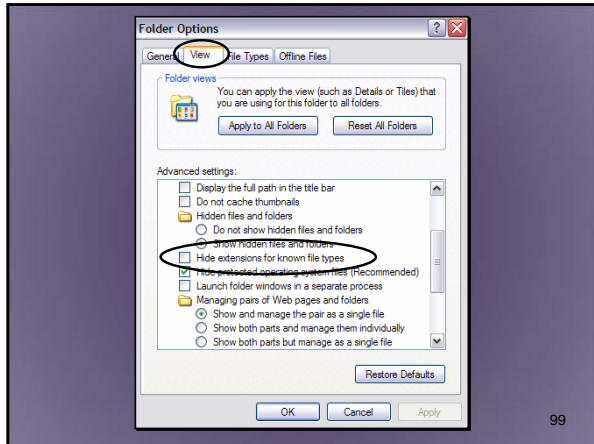 Folder Options
General View File Types Offline Files
Folder views
You can apply the view (such as Details or Tiles) that
you are using for this folder to all folders.
Apply to All Folders Reset All Folders
Advanced settings:
Display the full path in the title bar
Do not cache thumbnails
Hidden files and folders
Do not show hidden files and folders
Show hidden files and folders
Hide extensions for known file types
Hide protected operating system files (Recommended)
Launch folder windows in a separate process
Managing pairs of Web pages and folders
Show and manage the pair as a single file
Show both parts and manage them individually
Show both parts but manage as a single file
Restore Defaults
OK Cancel Apply
99